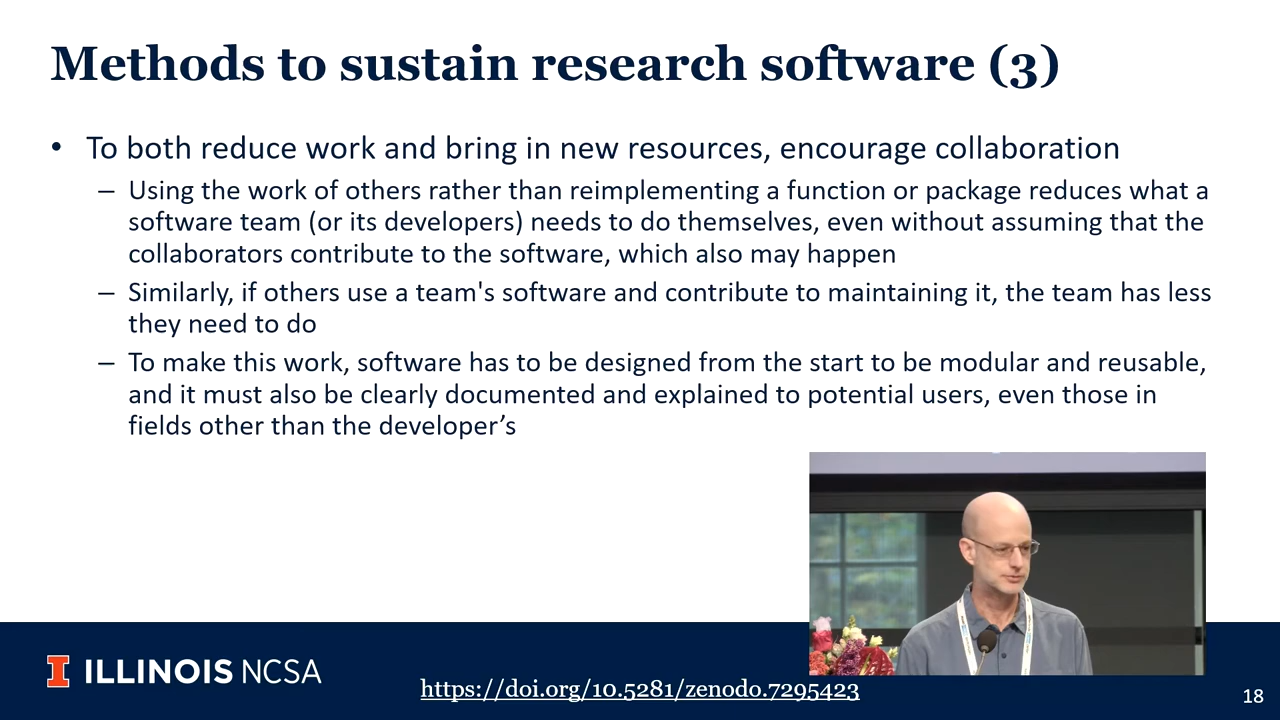 Methods to sustain research software (3)
• To both reduce work and bring in new resources, encourage collaboration
– Using the work of others rather than reimplementing a function or package reduces what a
software team (or its developers) needs to do themselves, even without assuming that the
collaborators contribute to the software, which also may happen
– Similarly, if others use a team's software and contribute to maintaining it, the team has less
they need to do
– To make this work, software has to be designed from the start to be modular and reusable,
and it must also be clearly documented and explained to potential users, even those in
fields other than the developer’s
I ILLINOIS NCSA
https://doi.org/10.5281/zenodo.7295423
18